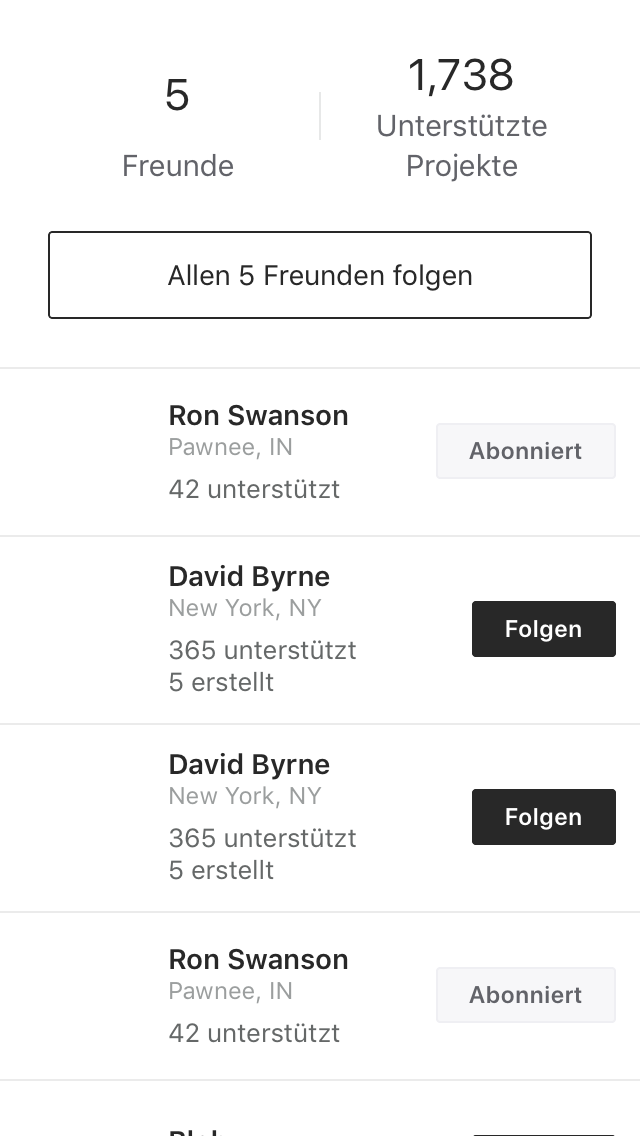 5
Freunde
1,738
Unterstützte
Projekte
Allen 5 Freunden folgen
Ron Swanson
Pawnee, IN
42 unterstützt
Abonniert
David Byrne
New York, NY
365 unterstützt
5 erstellt
Folgen
David Byrne
New York, NY
365 unterstützt
5 erstellt
Folgen
Ron Swanson
Pawnee, IN
42 unterstützt
Abonniert